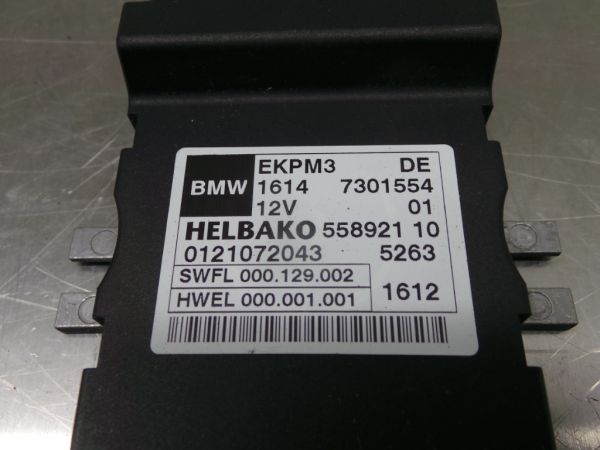 EKPM3 DE
BMW 1614 7301554
12V 01
HELBAKO 558921 10
0121072043 5263
SWFL 000.129.002
HWEL 000.001.001 1612